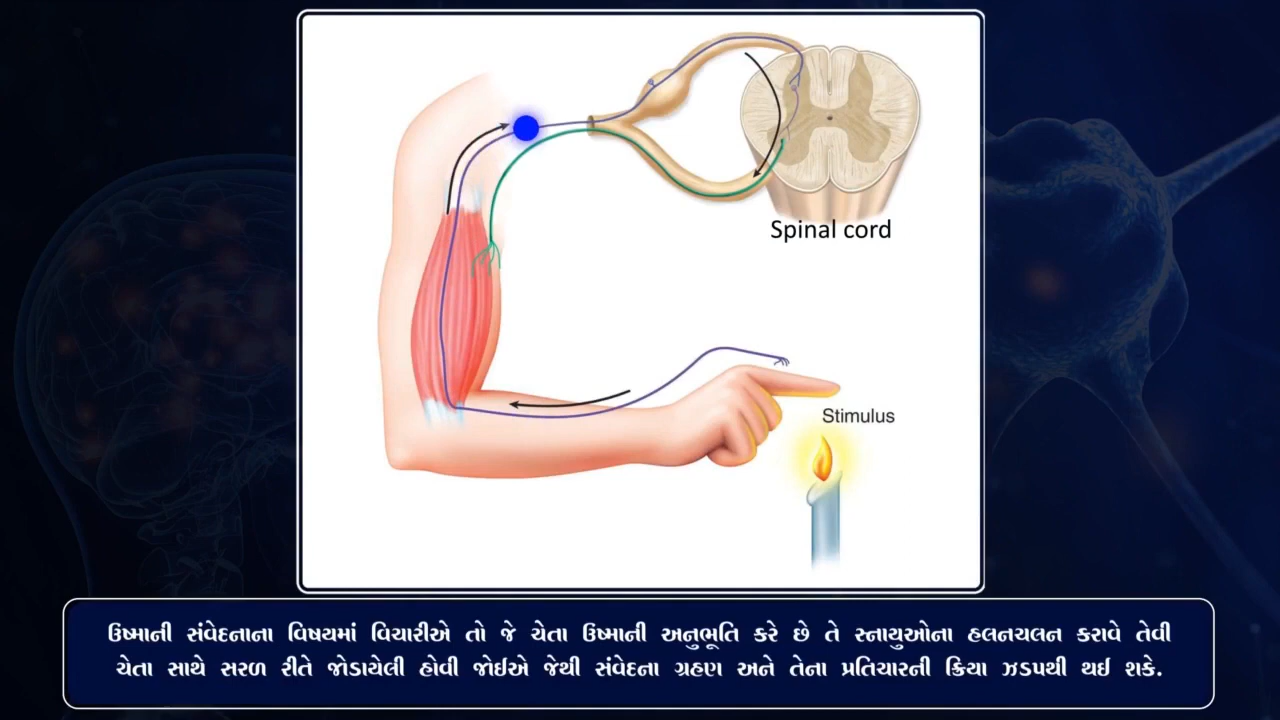 Spinal cord
Stimulus
ઉષ્માની સંવેદનાના વિષયમાં વિચારીએ તો જે ચેતા ઉષ્માની અનુભૂતિ કરે છે તે સ્નાયુઓના હલનચલન કરાવે તેવી
ચેતા સાથે સરળ રીતે જોડાયેલી હોવી જોઈએ જેથી સંવેદના ગ્રહણ અને તેના પ્રતિચારની ક્રિયા ઝડપથી થઈ શકે.